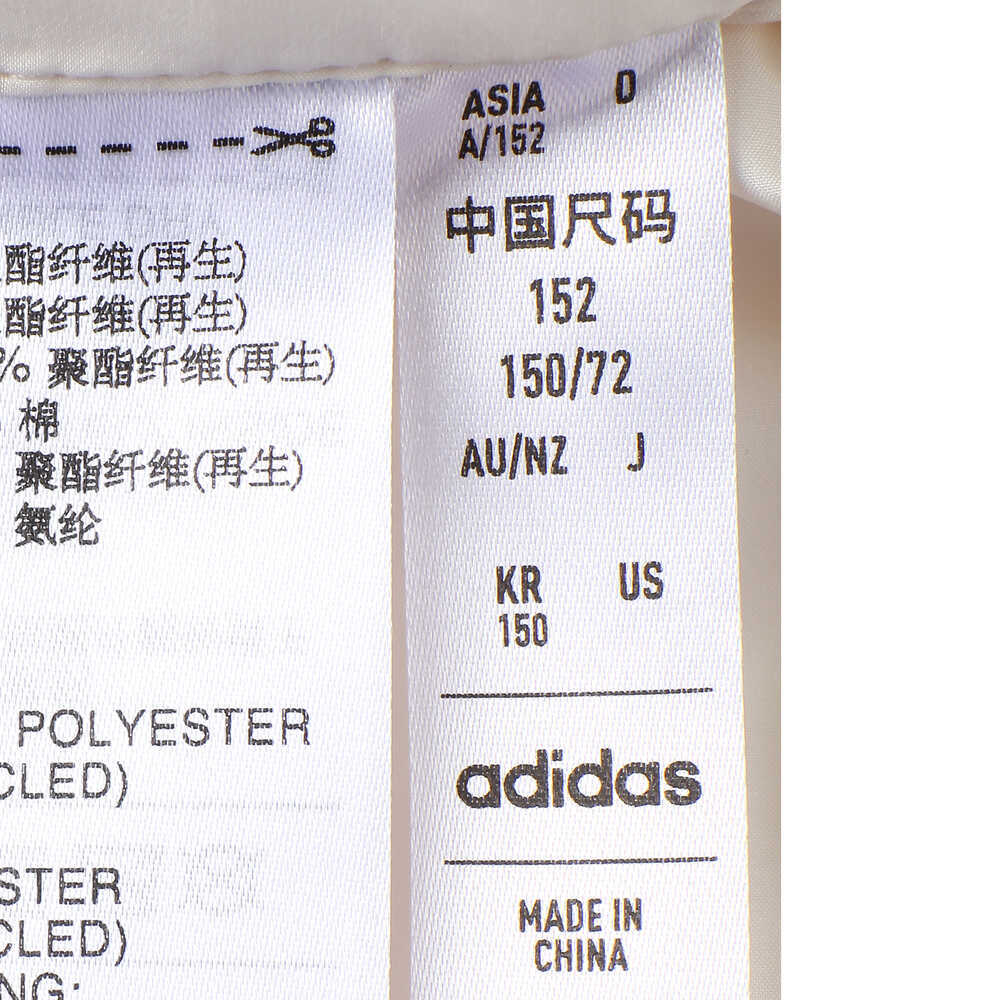 酯纤维(再生)
酯纤维(再生)
% 聚酯纤维(再生)
棉
聚酯纤维(再生)
氨纶
POLYESTER
CLED)
STER
CLED)
NG:
ASIA D
A/152
中国尺码
152
150/72
AU/NZ J
KR US
150
adidas
MADE IN
CHINA